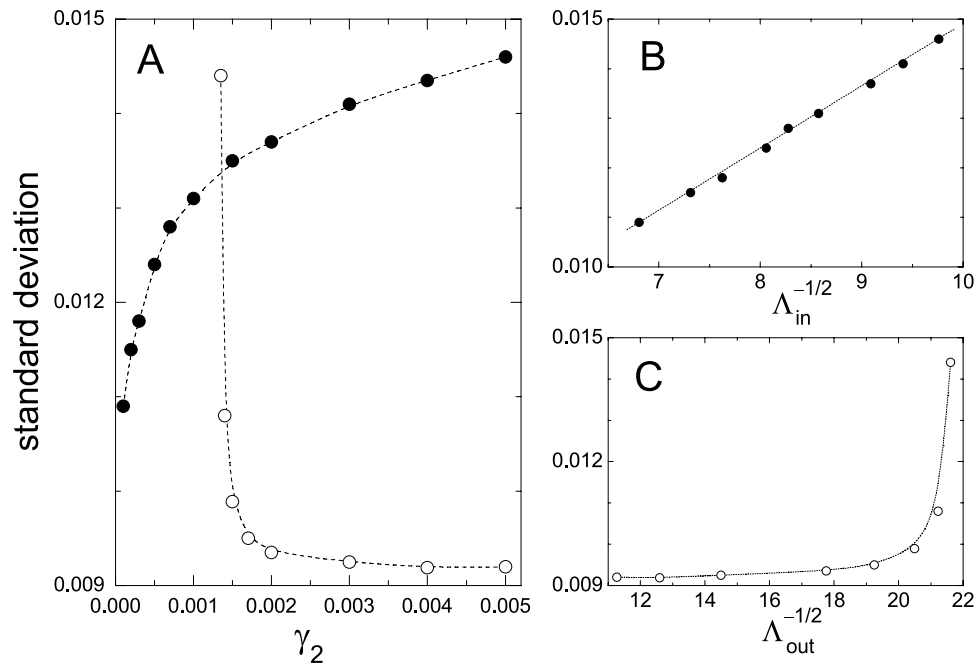 A
0.015
0.012
0.009
standard deviation
0.000 0.001 0.002 0.003 0.004 0.005
γ₂
B
0.015
0.010
7 8 9 10
Λ_in^{-1/2}
C
0.015
0.012
0.009
12 14 16 18 20 22
Λ_out^{-1/2}